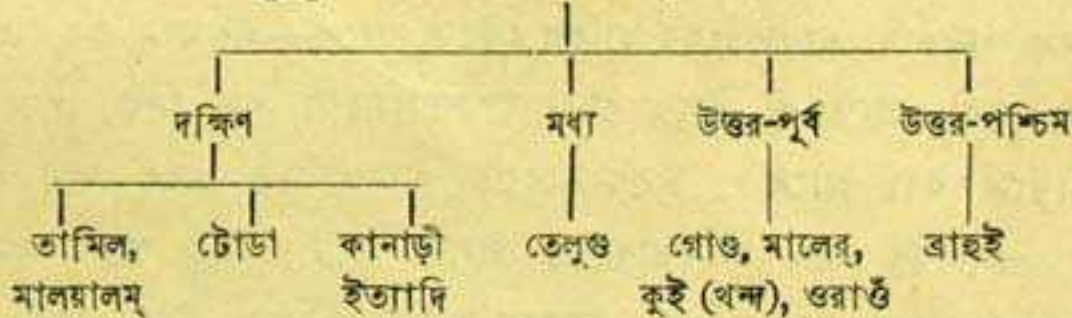 দক্ষিণ মধ্য উত্তর-পূর্ব উত্তর-পশ্চিম
তামিল, টোডা কানাড়ী তেলুগু গোণ্ড, মালের্, ব্রাহুই
মালয়ালম্ ইত্যাদি কুই (খন্দ), ওরাওঁ